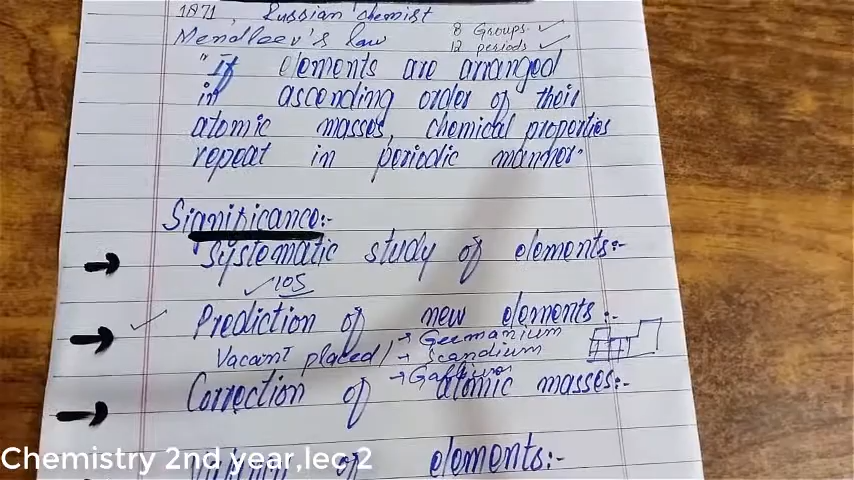 1871, Russian chemist
Mendleev's law
8 Groups
12 periods
"If elements are arranged
in ascending order of their
atomic masses, chemical properties
repeat in periodic manner.
Significance:-
Systematic study of elements:-
105
Prediction of new elements:-
Vacant placed / → Germanium
→ Scandium
→ Gallium
Correction of atomic masses:-
of elements:-
Chemistry 2nd year,lec 2